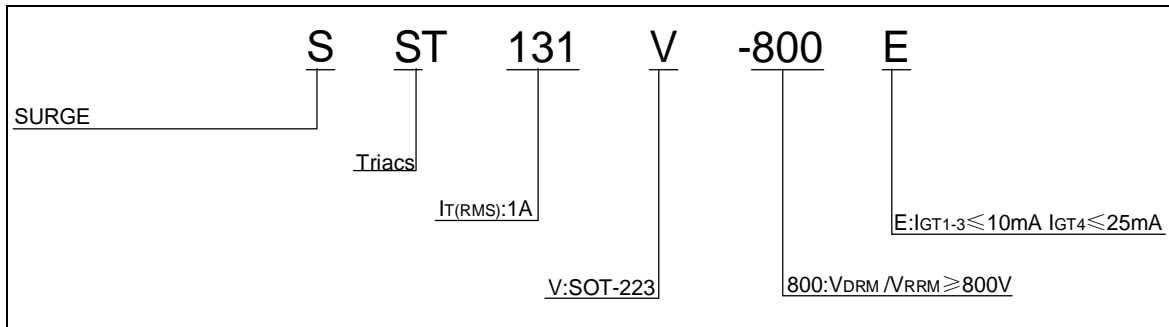 S ST 131 V -800 E
SURGE
Triacs
IT(RMS):1A
E:IGT1-3≤10mA IGT4≤25mA
V:SOT-223
800:VDRM /VRRM≥800V